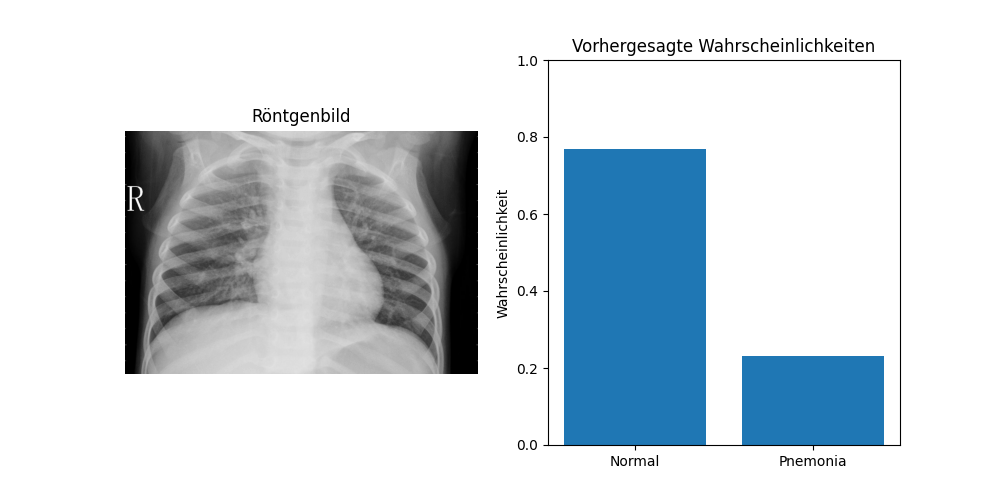 Röntgenbild
R
Vorhergesagte Wahrscheinlichkeiten
Wahrscheinlichkeit
1.0
0.8
0.6
0.4
0.2
0.0
Normal
Pnemonia